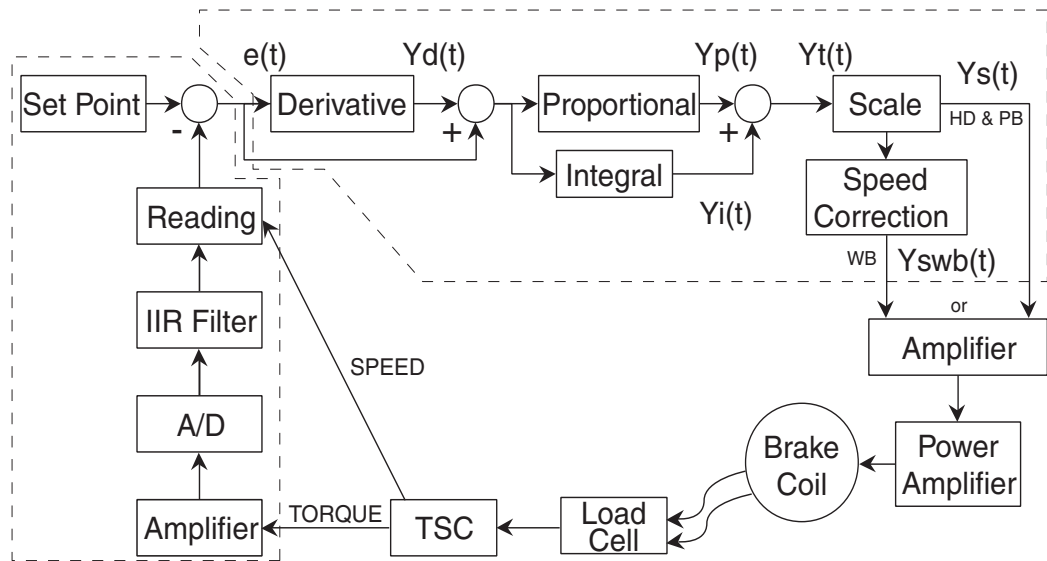 e(t)
Yd(t)
Yp(t)
Yt(t)
Ys(t)
Set Point
-
Derivative
+
Proportional
+
Scale
HD & PB
Integral
Yi(t)
Speed
Correction
WB
Yswb(t)
Reading
or
IIR Filter
Amplifier
SPEED
A/D
Brake
Coil
Power
Amplifier
Amplifier
TORQUE
TSC
Load
Cell